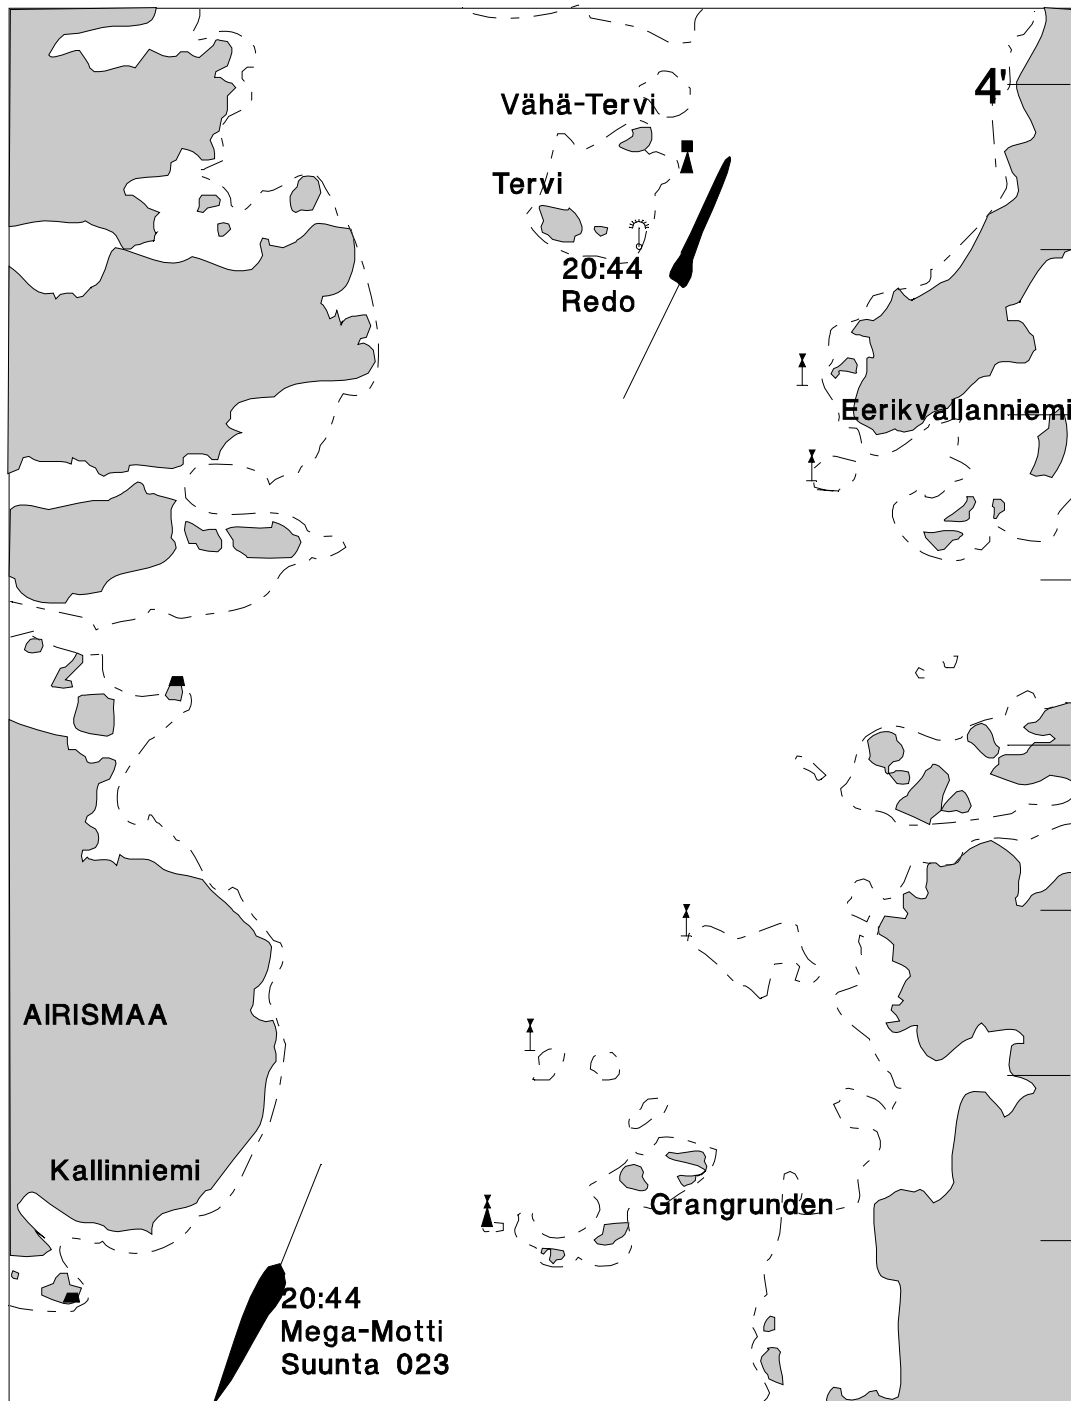 4'
Vähä-Tervi
Tervi
20:44
Redo
Eerikvallanniemi
AIRISMAA
Kallinniemi
Grangrunden
20:44
Mega-Motti
Suunta 023